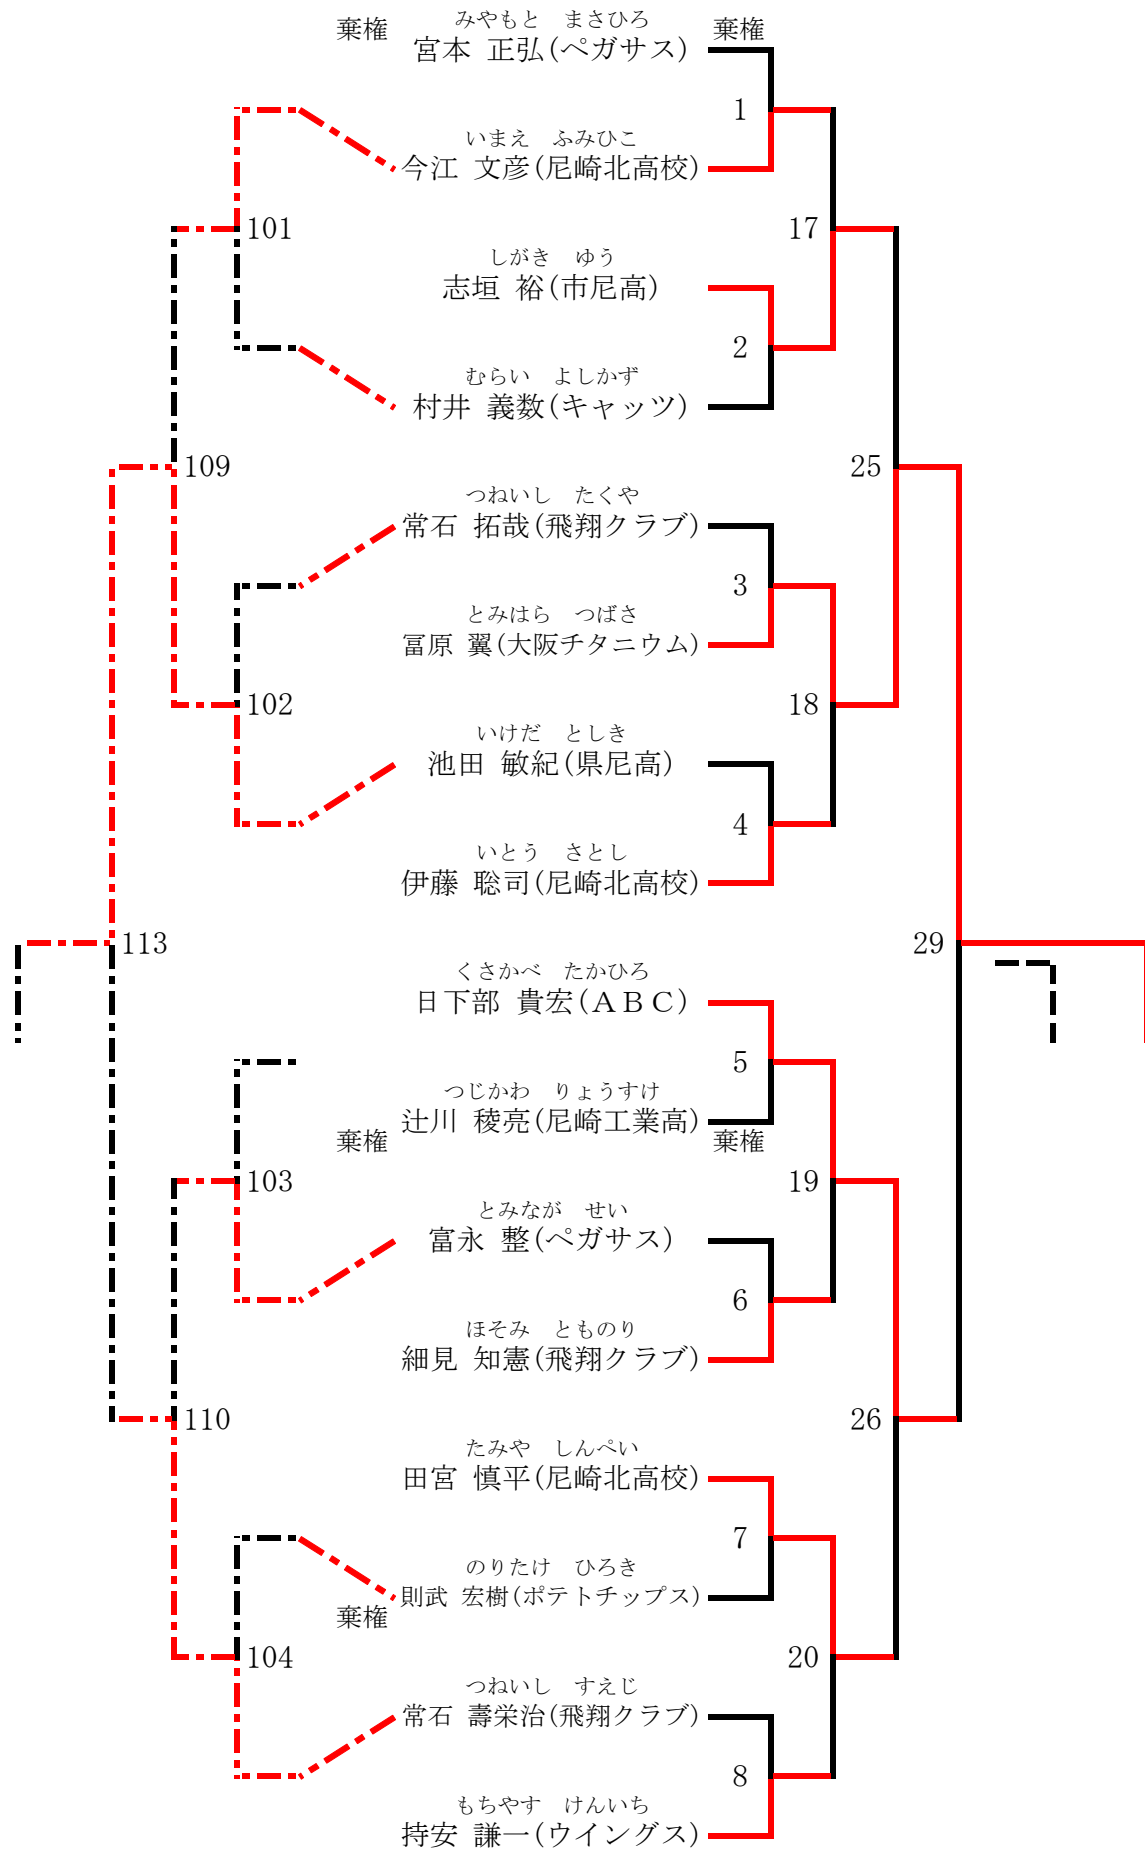 みやもと　まさひろ
棄権 宮本 正弘(ペガサス) 棄権
1
いまえ　ふみひこ
今江 文彦(尼崎北高校)
101 17
しがき　ゆう
志垣 裕(市尼高)
2
むらい　よしかず
村井 義数(キャッツ)
109 25
つねいし　たくや
常石 拓哉(飛翔クラブ)
3
とみはら　つばさ
冨原 翼(大阪チタニウム)
102 18
いけだ　としき
池田 敏紀(県尼高)
4
いとう　さとし
伊藤 聡司(尼崎北高校)
113 29
くさかべ　たかひろ
日下部 貴宏(ＡＢＣ)
5
つじかわ　りょうすけ
辻川 稜亮(尼崎工業高)
棄権 棄権
103 19
とみなが　せい
富永 整(ペガサス)
6
ほそみ　とものり
細見 知憲(飛翔クラブ)
110 26
たみや　しんぺい
田宮 慎平(尼崎北高校)
7
のりたけ　ひろき
則武 宏樹(ポテトチップス)
棄権
104 20
つねいし　すえじ
常石 壽栄治(飛翔クラブ)
8
もちやす　けんいち
持安 謙一(ウイングス)